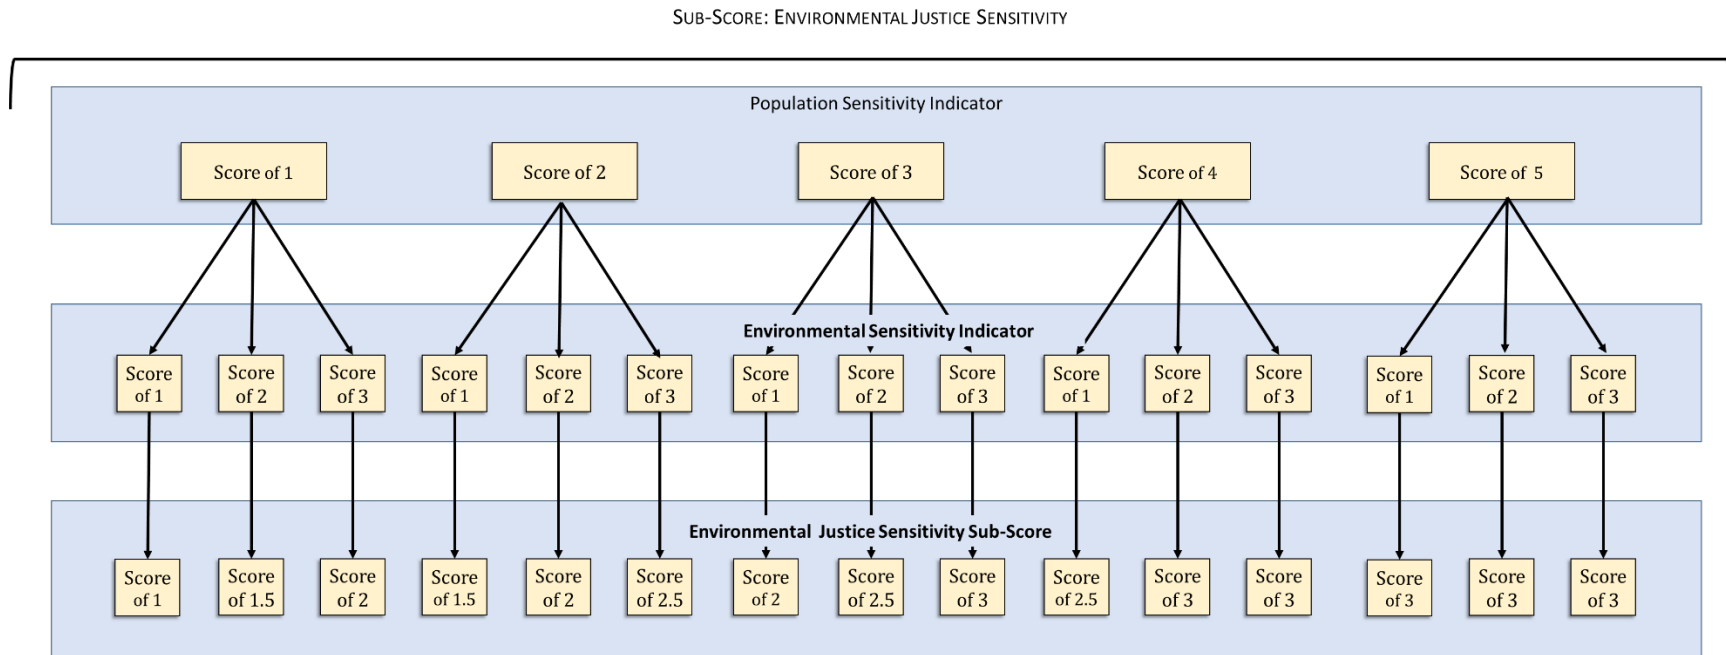 SUB-SCORE: ENVIRONMENTAL JUSTICE SENSITIVITY
Population Sensitivity Indicator
Score of 1
Score of 2
Score of 3
Score of 4
Score of 5
Environmental Sensitivity Indicator
Score
of 1
Score
of 2
Score
of 3
Score
of 1
Score
of 2
Score
of 3
Score
of 1
Score
of 2
Score
of 3
Score
of 1
Score
of 2
Score
of 3
Score
of 1
Score
of 2
Score
of 3
Environmental Justice Sensitivity Sub-Score
Score
of 1
Score
of 1.5
Score
of 2
Score
of 1.5
Score
of 2
Score
of 2.5
Score
of 2
Score
of 2.5
Score
of 3
Score
of 2.5
Score
of 3
Score
of 3
Score
of 3
Score
of 3
Score
of 3